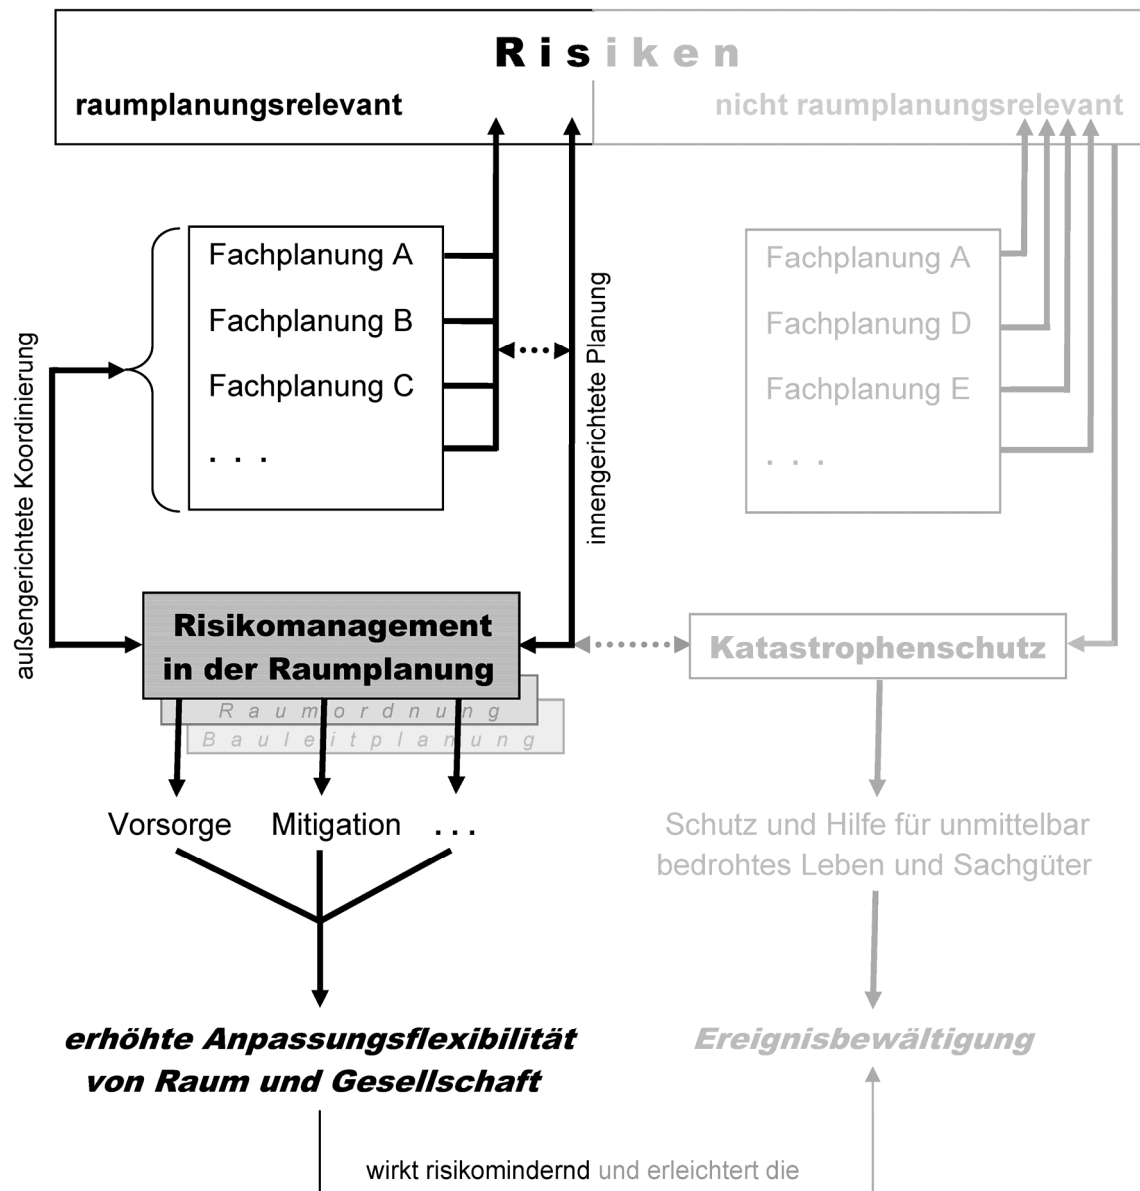 Risiken
raumplanungsrelevant
nicht raumplanungsrelevant
außengerichtete Koordinierung
Fachplanung A
Fachplanung B
Fachplanung C
. . .
innengerichtete Planung
Fachplanung A
Fachplanung D
Fachplanung E
. . .
Risikomanagement
in der Raumplanung
Raumordnung
Bauleitplanung
Katastrophenschutz
Vorsorge
Mitigation
. . .
Schutz und Hilfe für unmittelbar
bedrohtes Leben und Sachgüter
erhöhte Anpassungsflexibilität
von Raum und Gesellschaft
Ereignisbewältigung
wirkt risikomindernd und erleichtert die